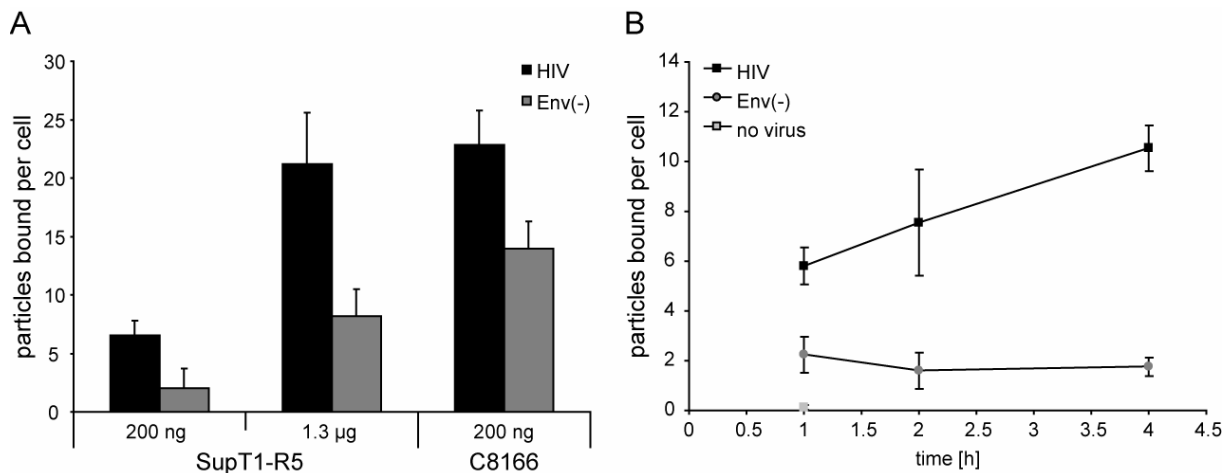 A
particles bound per cell
30
25
20
15
10
5
0
HIV
Env(-)
200 ng
1.3 µg
200 ng
SupT1-R5
C8166
B
particles bound per cell
14
12
10
8
6
4
2
0
HIV
Env(-)
no virus
0 0.5 1 1.5 2 2.5 3 3.5 4 4.5
time [h]